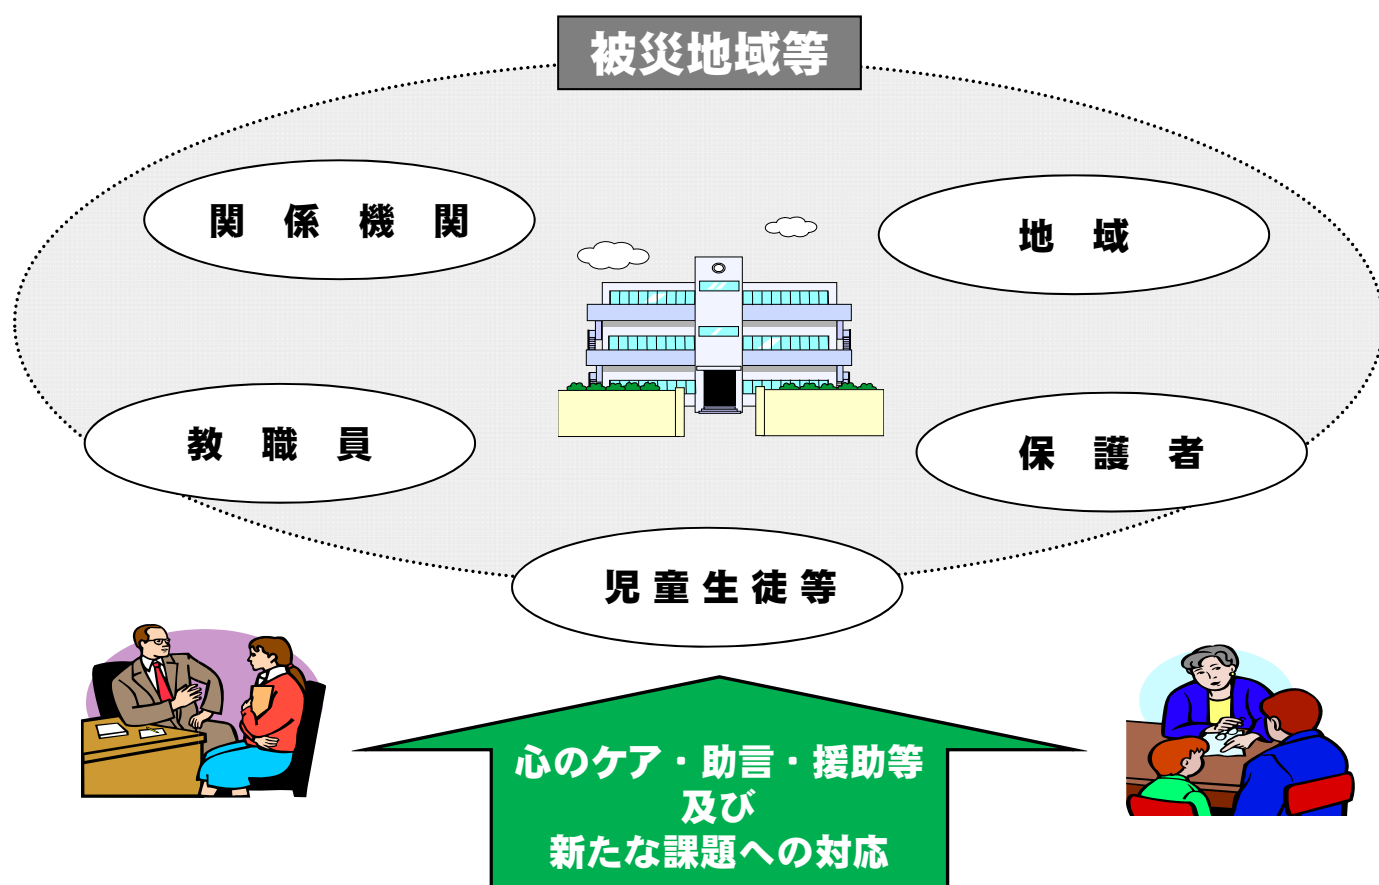 被災地域等
関係機関
地域
教職員
保護者
児童生徒等
心のケア・助言・援助等
及び
新たな課題への対応